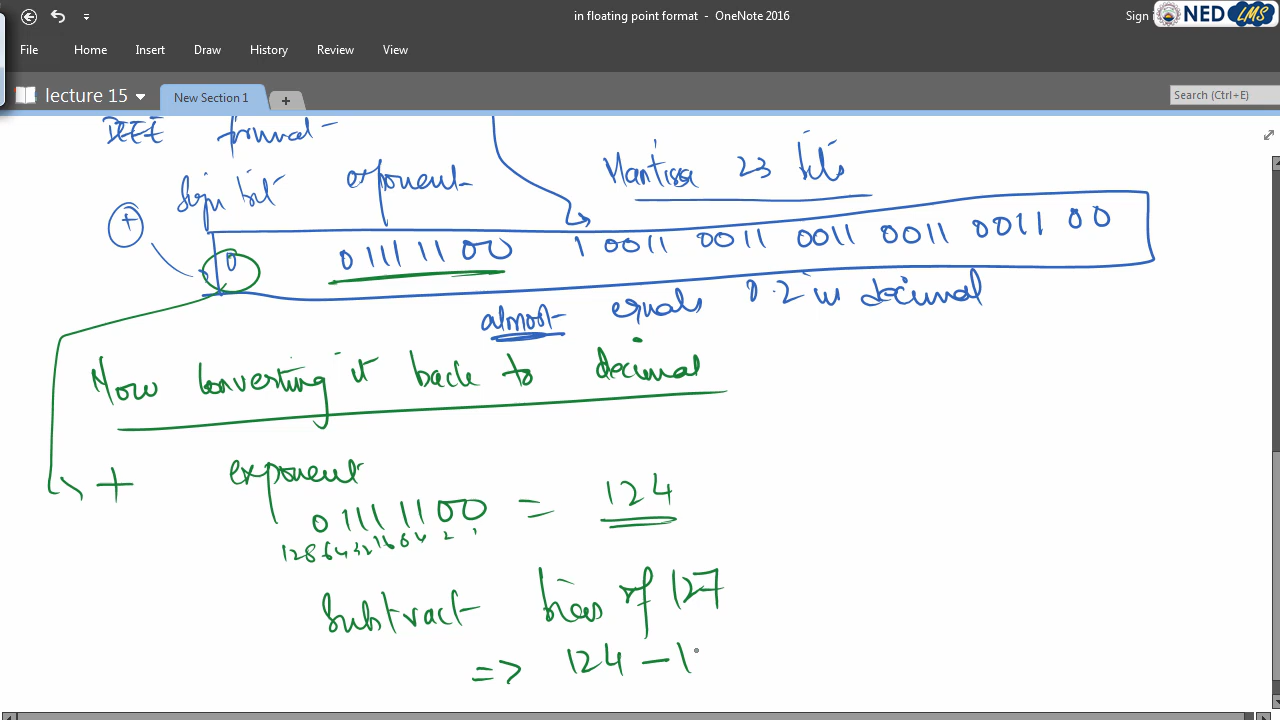 in floating point format - OneNote 2016
Sign i
NED LMS
File Home Insert Draw History Review View
lecture 15
New Section 1
+
Search (Ctrl+E)
IEEE format
Sign bit exponent Mantissa 23 bits
+
0 01111100 1 0011 0011 0011 0011 0011 00
almost equals 0.2 in decimal
Now converting it back to decimal
+ exponent
01111100 = 124
128 64 32 16 8 4 2 1
Subtract bias of 127
=> 124 - 1